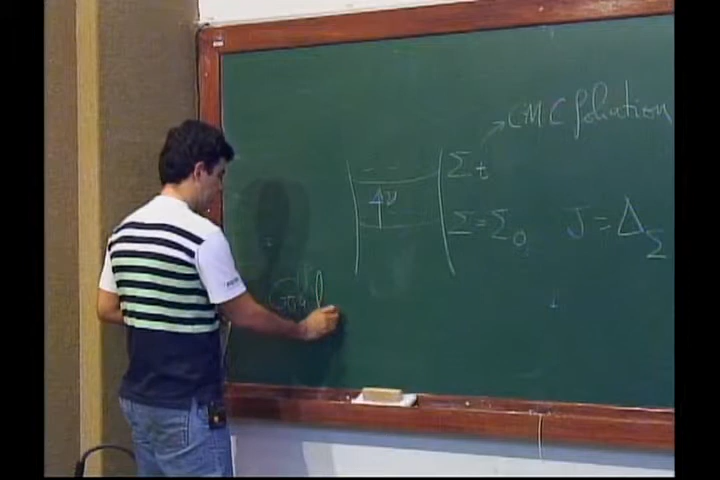 CMC foliation
Σt
ν
Σ = Σ0
J = ΔΣ